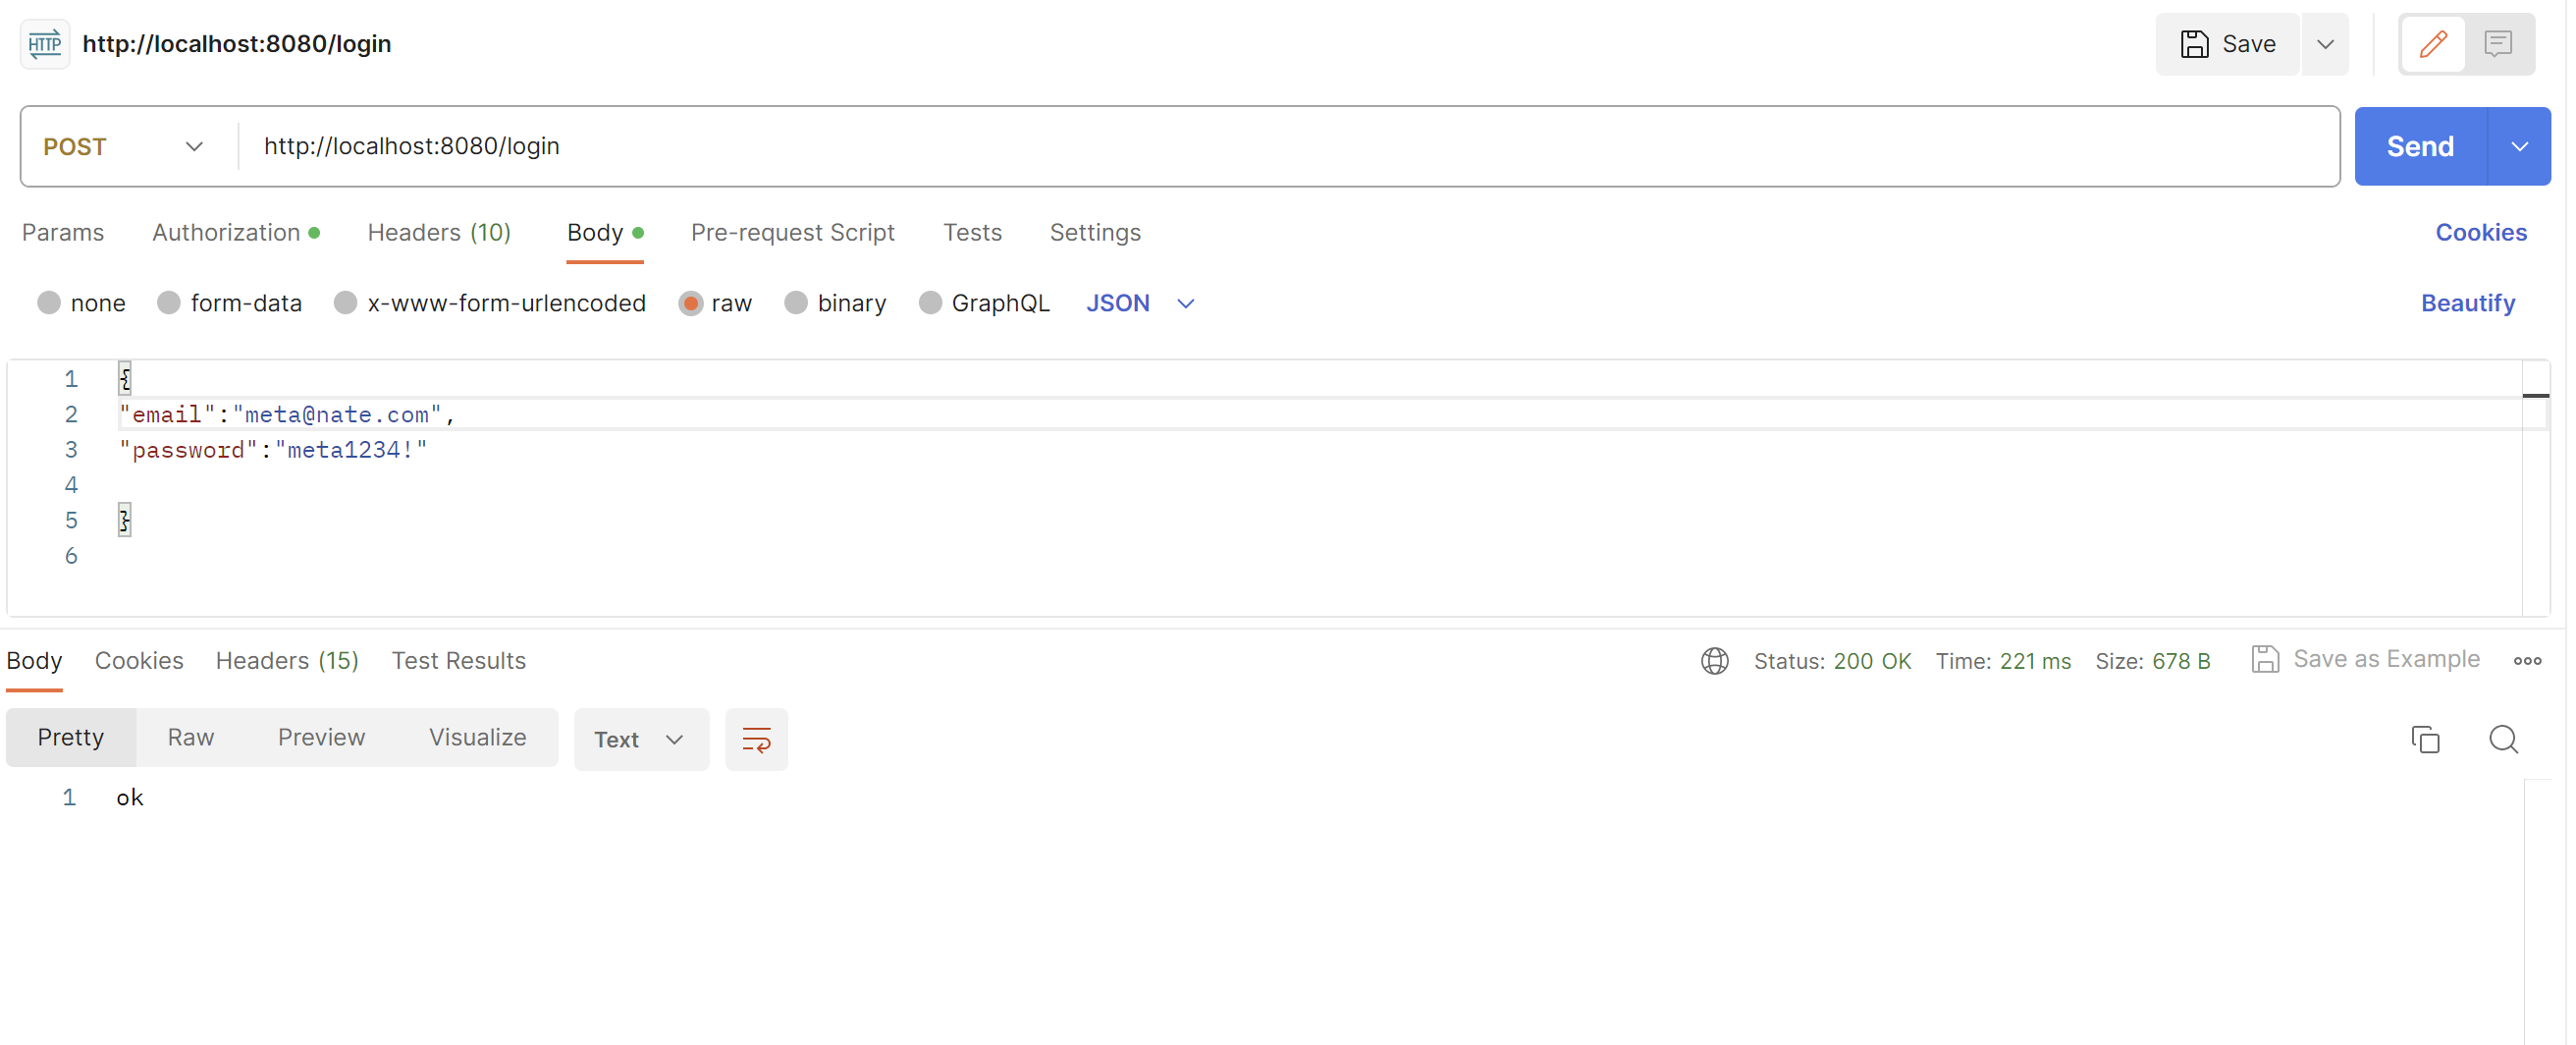 HTTP http://localhost:8080/login Save
POST http://localhost:8080/login Send
Params Authorization Headers (10) Body Pre-request Script Tests Settings Cookies
none form-data x-www-form-urlencoded raw binary GraphQL JSON Beautify
1 {
2 "email":"meta@nate.com",
3 "password":"meta1234!"
4
5 }
6
Body Cookies Headers (15) Test Results Status: 200 OK Time: 221 ms Size: 678 B Save as Example
Pretty Raw Preview Visualize Text
1 ok